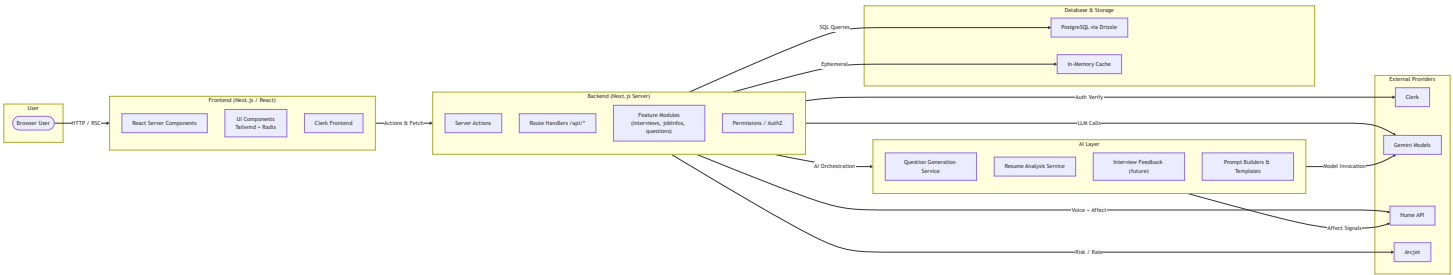 User
Browser User
HTTP / RSC
Frontend (Next.js / React)
React Server Components
UI Components
Tailwind + Radix
Clerk Frontend
Actions & Fetch
Backend (Next.js Server)
Server Actions
Route Handlers /api/*
Feature Modules
(interviews, jobInfos,
questions)
Permissions / AuthZ
SQL Queries
Ephemeral
Database & Storage
PostgreSQL via Drizzle
In-Memory Cache
Auth Verify
LLM Calls
AI Orchestration
AI Layer
Question Generation
Service
Resume Analysis Service
Interview Feedback
(future)
Prompt Builders &
Templates
Model Invocation
Voice + Affect
Affect Signals
Risk / Rate
External Providers
Clerk
Gemini Models
Hume API
Arcjet